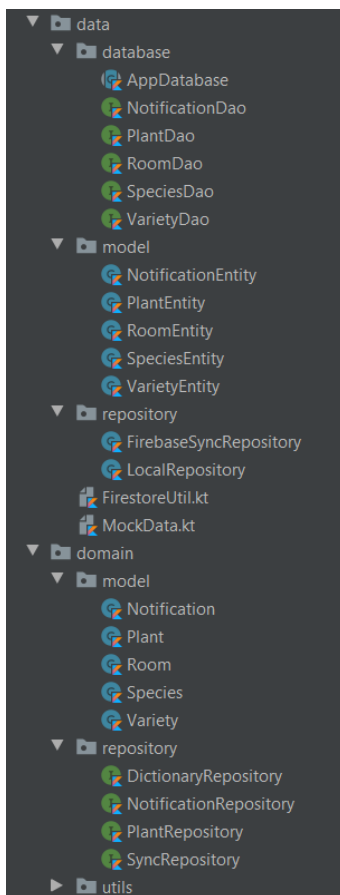 data
database
AppDatabase
NotificationDao
PlantDao
RoomDao
SpeciesDao
VarietyDao
model
NotificationEntity
PlantEntity
RoomEntity
SpeciesEntity
VarietyEntity
repository
FirebaseSyncRepository
LocalRepository
FirestoreUtil.kt
MockData.kt
domain
model
Notification
Plant
Room
Species
Variety
repository
DictionaryRepository
NotificationRepository
PlantRepository
SyncRepository
utils